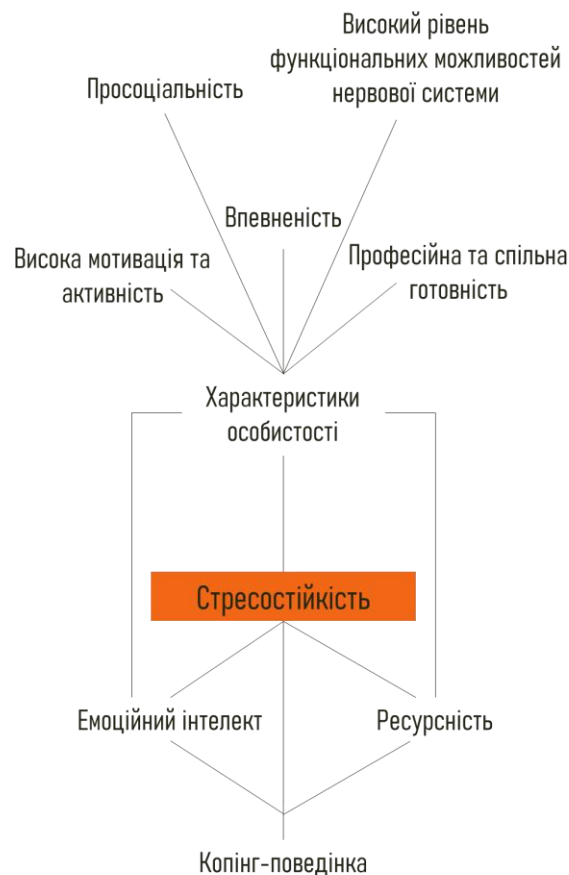 Високий рівень
функціональних можливостей
нервової системи
Просоціальність
Впевненість
Висока мотивація та
активність
Професійна та спільна
готовність
Характеристики
особистості
Стресостійкість
Емоційний інтелект
Ресурсність
Копінг-поведінка